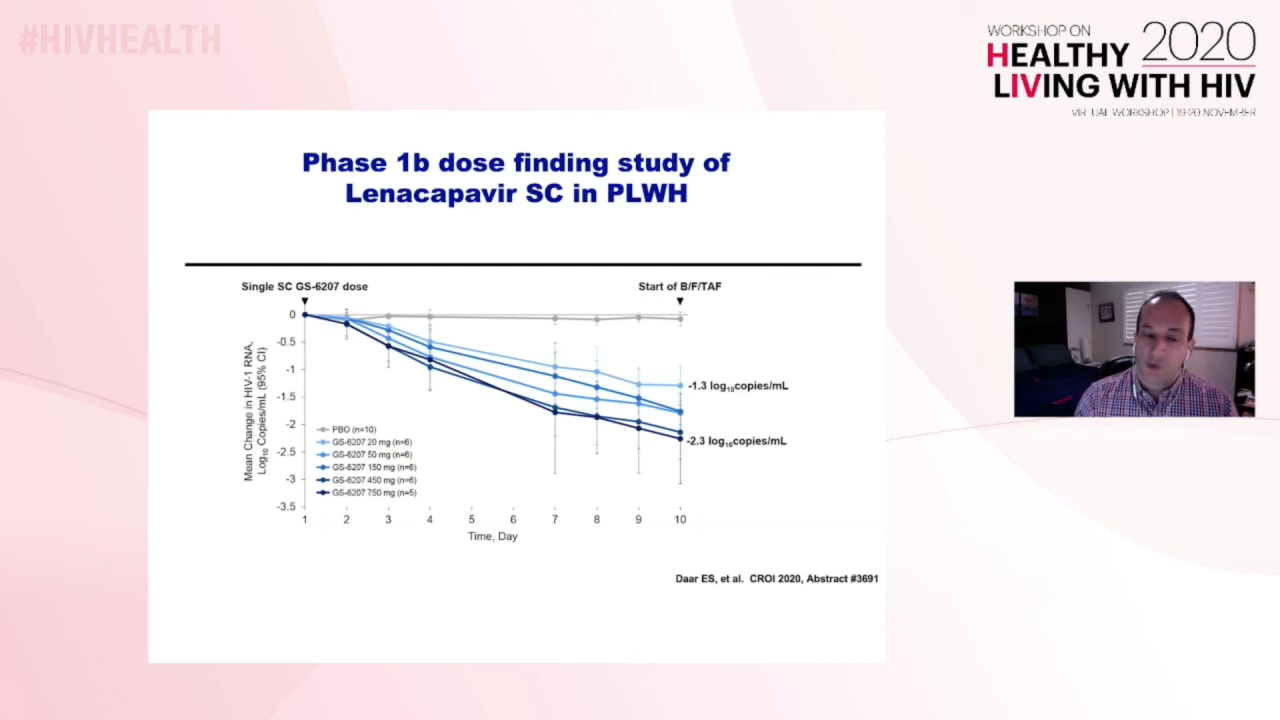 #HIVHEALTH
WORKSHOP ON
HEALTHY 2020
LIVING WITH HIV
VIRTUAL WORKSHOP | 19-20 NOVEMBER
Phase 1b dose finding study of
Lenacapavir SC in PLWH
Single SC GS-6207 dose
Start of B/F/TAF
Mean Change in HIV-1 RNA,
Log10 Copies/mL (95% CI)
0
-0.5
-1
-1.5
-2
-2.5
-3
-3.5
-1.3 log10copies/mL
-2.3 log10copies/mL
PBO (n=10)
GS-6207 20 mg (n=6)
GS-6207 50 mg (n=6)
GS-6207 150 mg (n=6)
GS-6207 450 mg (n=6)
GS-6207 750 mg (n=5)
1 2 3 4 5 6 7 8 9 10
Time, Day
Daar ES, et al. CROI 2020, Abstract #3691